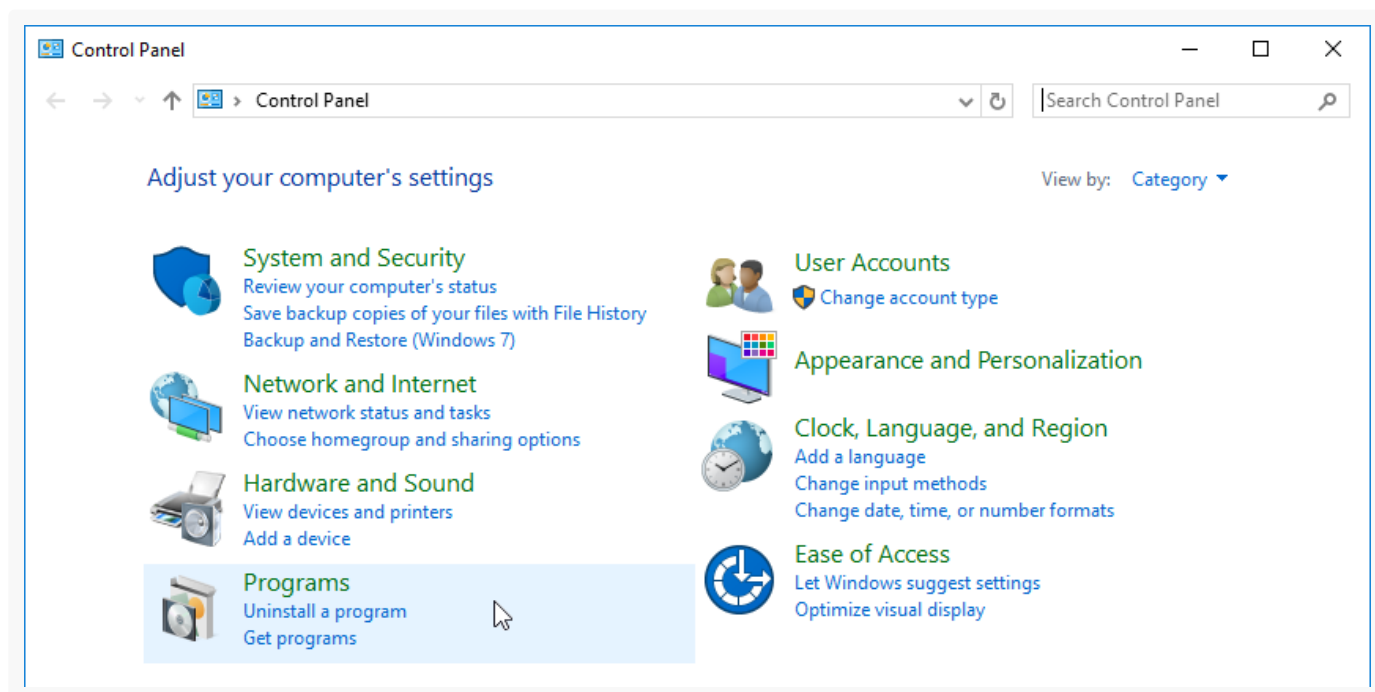 Control Panel
Control Panel
Search Control Panel
Adjust your computer's settings
View by: Category
System and Security
Review your computer's status
Save backup copies of your files with File History
Backup and Restore (Windows 7)
Network and Internet
View network status and tasks
Choose homegroup and sharing options
Hardware and Sound
View devices and printers
Add a device
Programs
Uninstall a program
Get programs
User Accounts
Change account type
Appearance and Personalization
Clock, Language, and Region
Add a language
Change input methods
Change date, time, or number formats
Ease of Access
Let Windows suggest settings
Optimize visual display